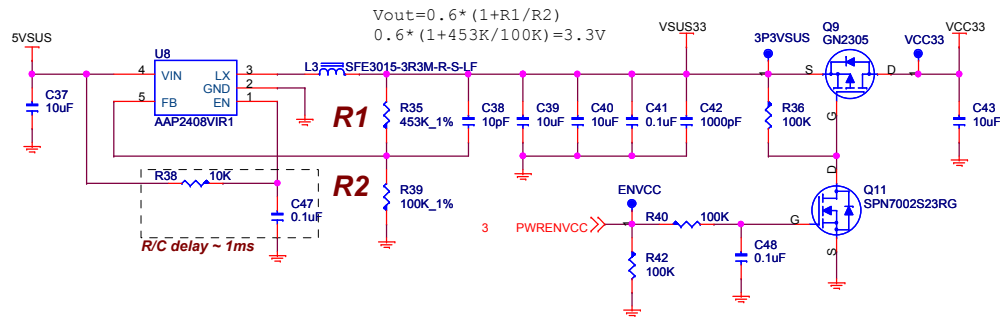 Vout=0.6*(1+R1/R2)
0.6*(1+453K/100K)=3.3V
5VSUS
U8
4 VIN LX 3
GND 2
5 FB EN 1
AAP2408VIR1
C37
10uF
L3 SFE3015-3R3M-R-S-LF
VSUS33
3P3VSUS
Q9
GN2305
VCC33
VCC33
S
D
G
R1
R35
453K_1%
C38
10pF
C39
10uF
C40
10uF
C41
0.1uF
C42
1000pF
R36
100K
C43
10uF
R38 10K
C47
0.1uF
R/C delay ~ 1ms
R2
R39
100K_1%
3 PWRENVCC
ENVCC
R40 100K
R42
100K
C48
0.1uF
D
Q11
SPN7002S23RG
G
S
1